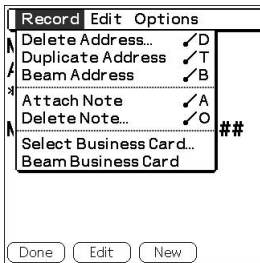 Record Edit Options
Delete Address... /D
Duplicate Address /T
Beam Address /B
Attach Note /A
Delete Note... /O
Select Business Card...
Beam Business Card
##
Done Edit New